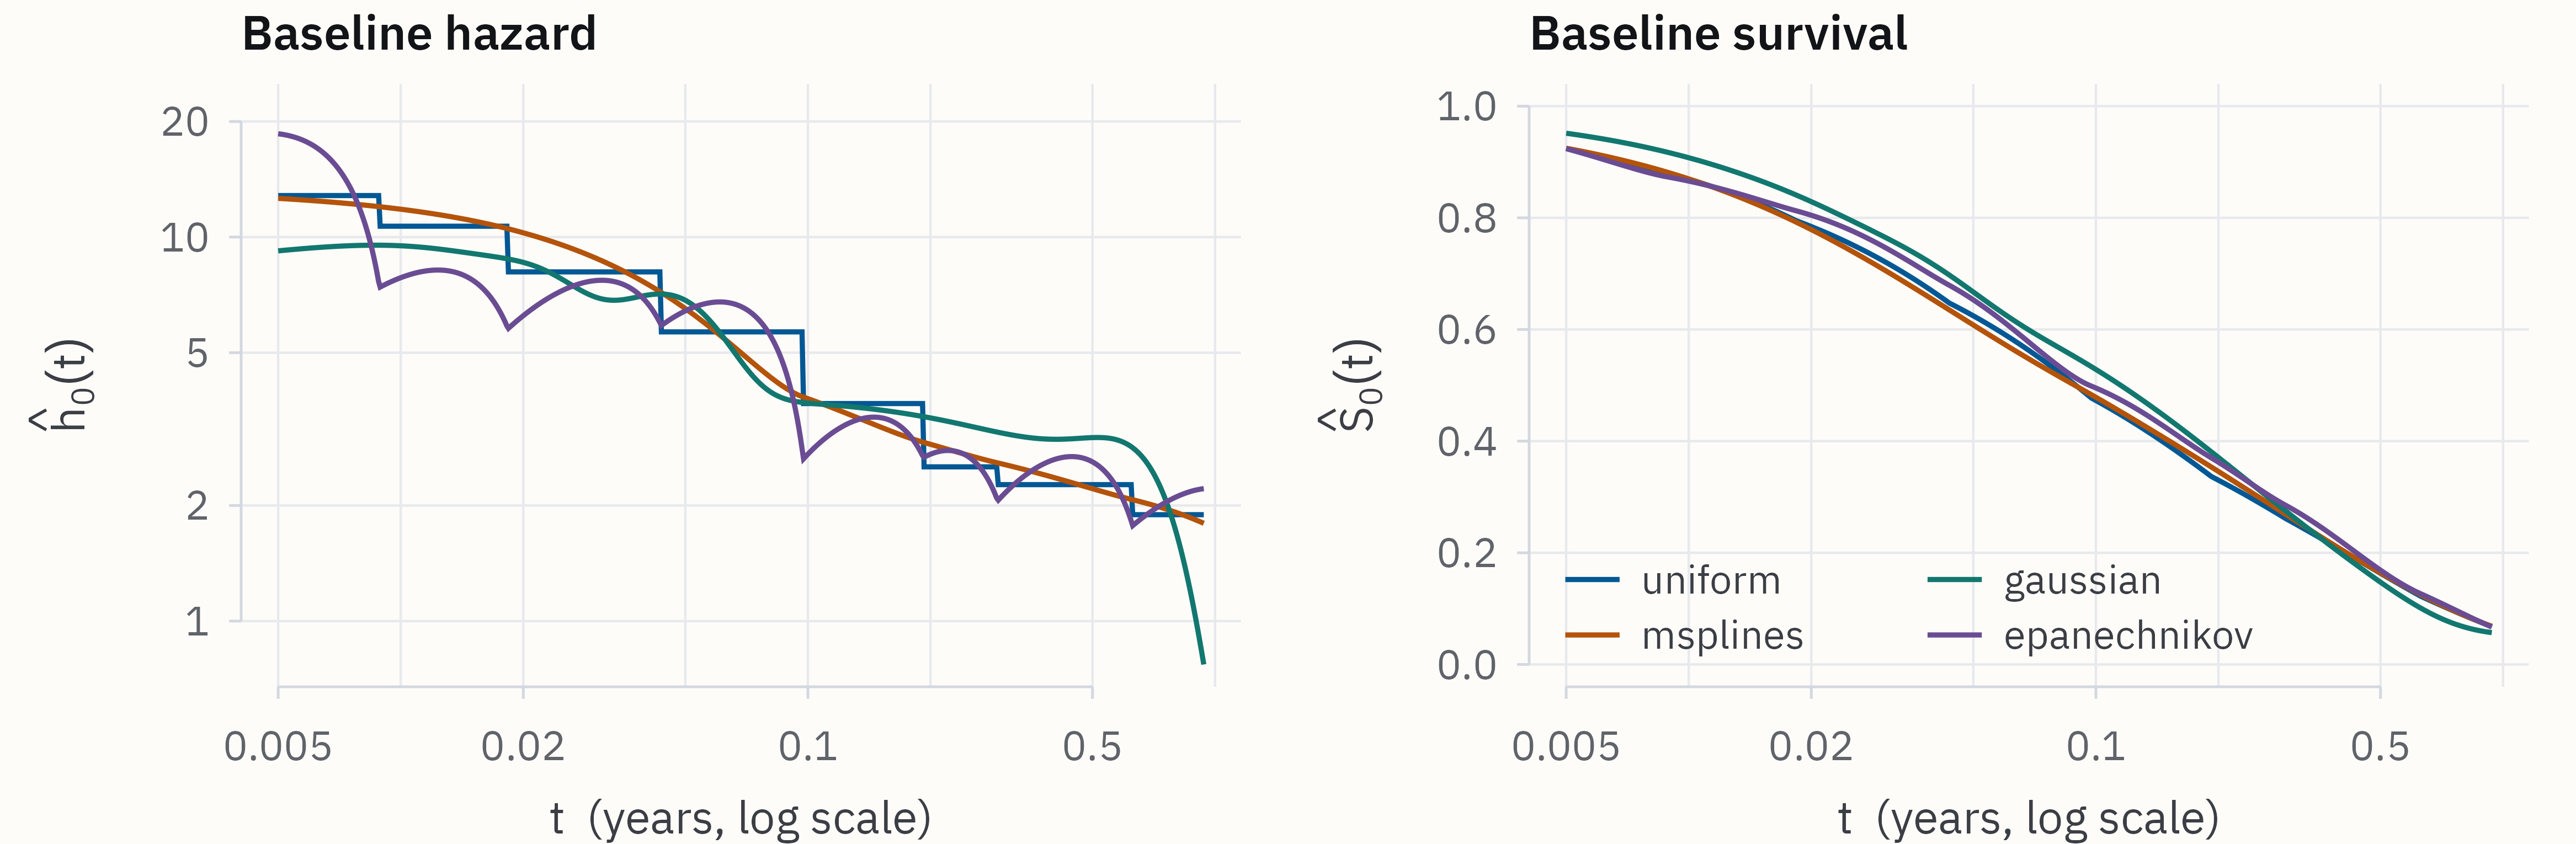 Baseline hazard
20
10
5
2
1
ĥ₀(t)
0.005 0.02 0.1 0.5
t (years, log scale)
Baseline survival
1.0
0.8
0.6
0.4
0.2
0.0
Ŝ₀(t)
uniform gaussian
msplines epanechnikov
0.005 0.02 0.1 0.5
t (years, log scale)